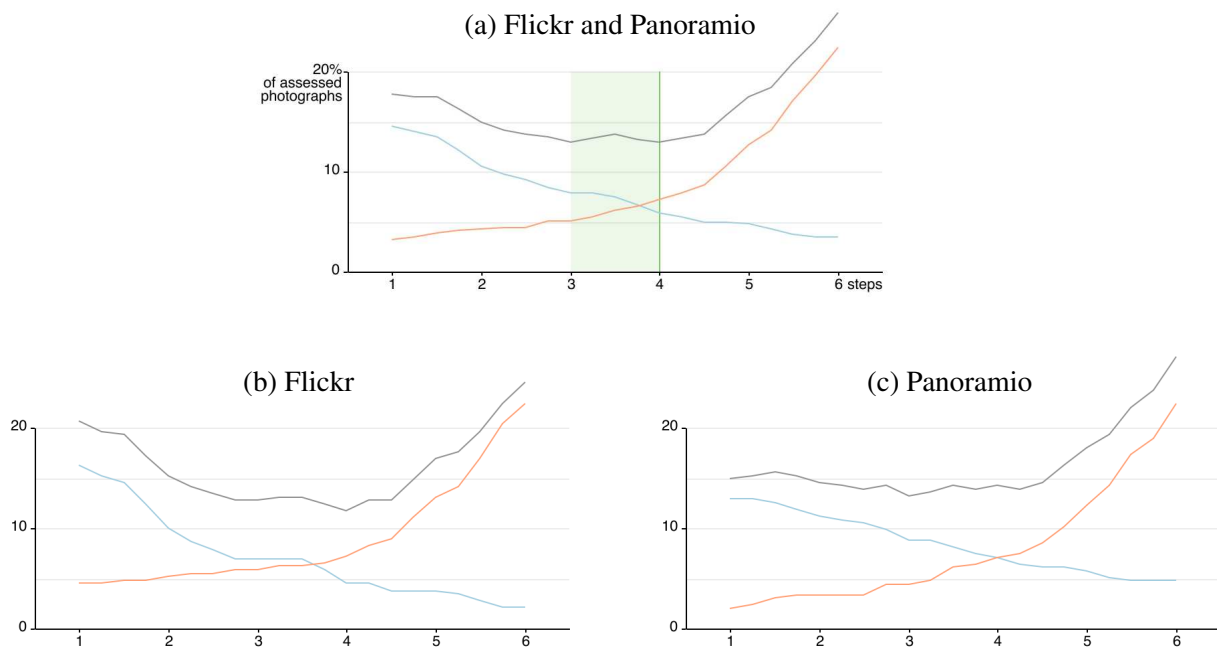 (a) Flickr and Panoramio
20%
of assessed
photographs
10
0
1 2 3 4 5 6 steps
(b) Flickr
20
10
0
1 2 3 4 5 6
(c) Panoramio
20
10
0
1 2 3 4 5 6